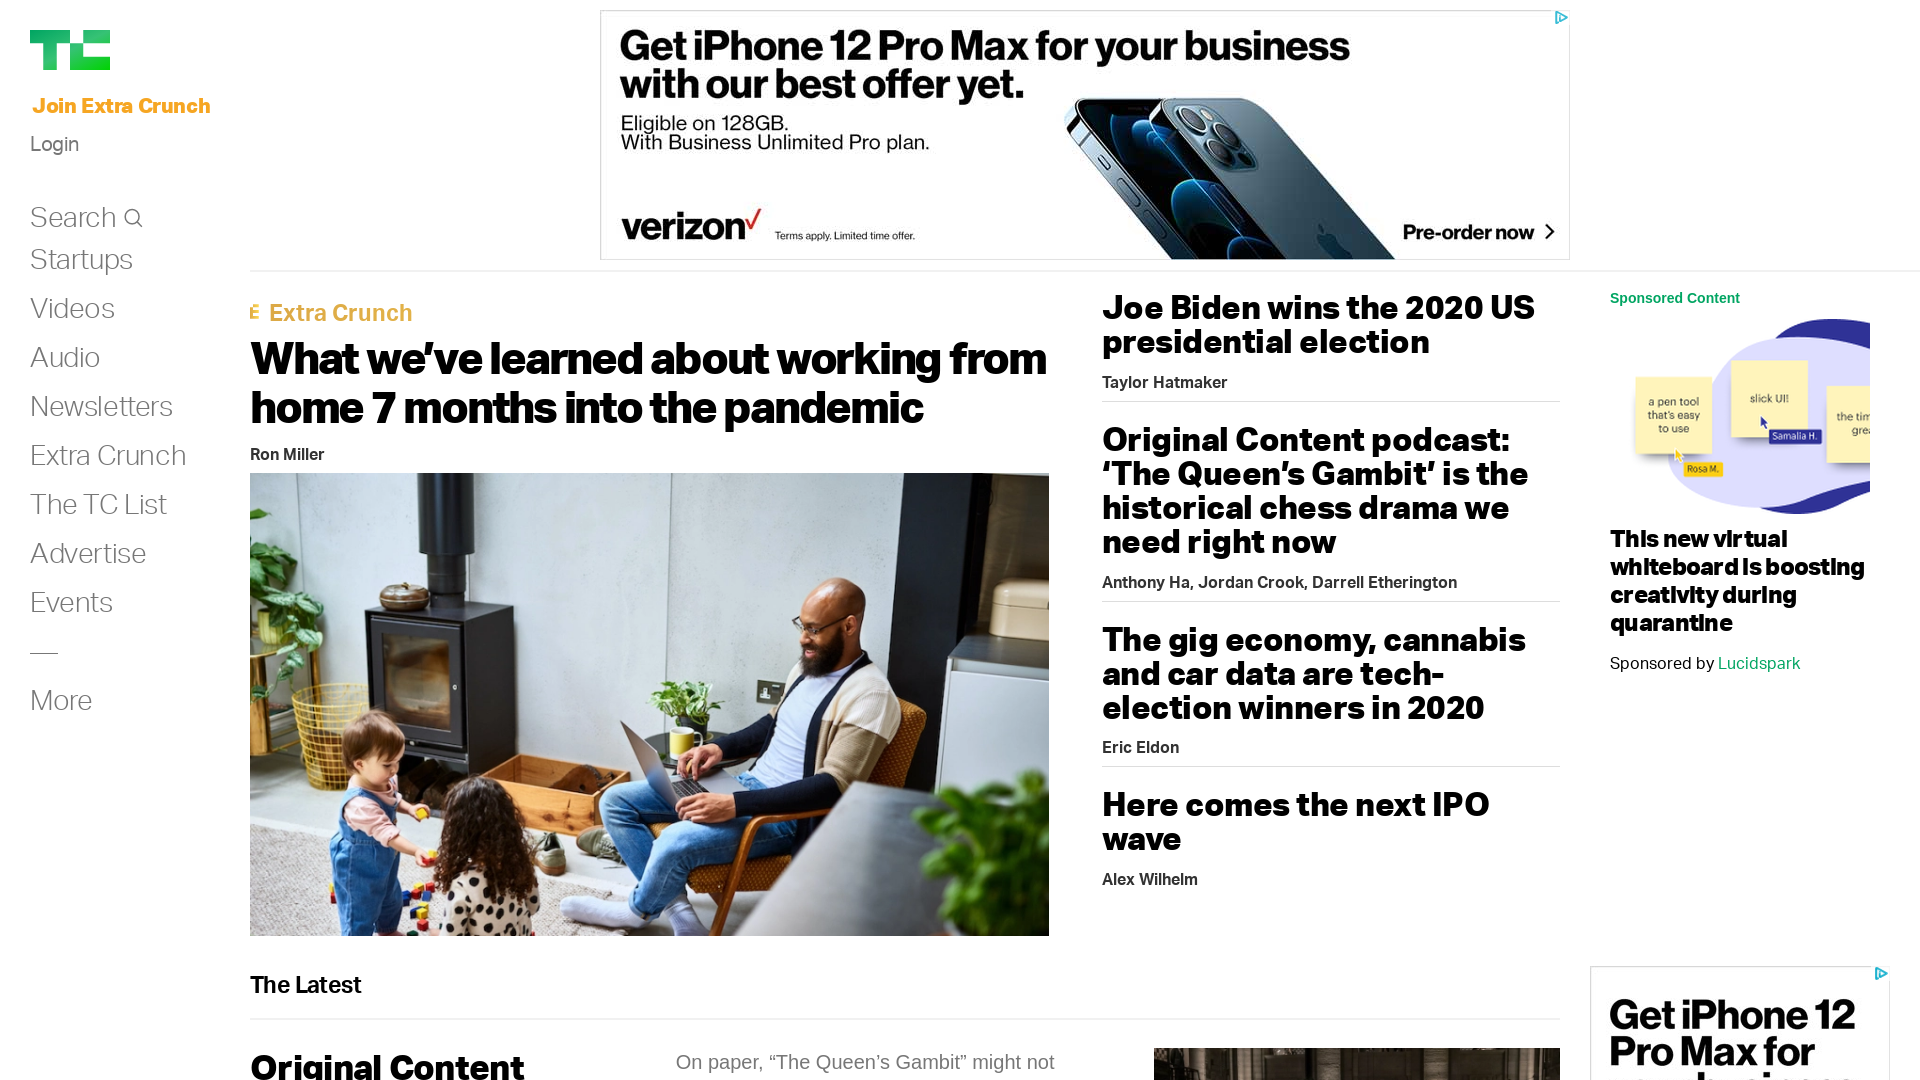 TC
Join Extra Crunch
Login
Search
Startups
Videos
Audio
Newsletters
Extra Crunch
The TC List
Advertise
Events
—
More
Get iPhone 12 Pro Max for your business
with our best offer yet.
Eligible on 128GB.
With Business Unlimited Pro plan.
verizon
Terms apply. Limited time offer.
Pre-order now
Extra Crunch
What we’ve learned about working from
home 7 months into the pandemic
Ron Miller
Joe Biden wins the 2020 US
presidential election
Taylor Hatmaker
Original Content podcast:
‘The Queen’s Gambit’ is the
historical chess drama we
need right now
Anthony Ha, Jordan Crook, Darrell Etherington
The gig economy, cannabis
and car data are tech-
election winners in 2020
Eric Eldon
Here comes the next IPO
wave
Alex Wilhelm
Sponsored Content
a pen tool
that's easy
to use
Rosa M.
slick UI!
Samalla H.
This new virtual
whiteboard is boosting
creativity during
quarantine
Sponsored by Lucidspark
The Latest
Original Content
On paper, “The Queen’s Gambit” might not
Get iPhone 12
Pro Max for